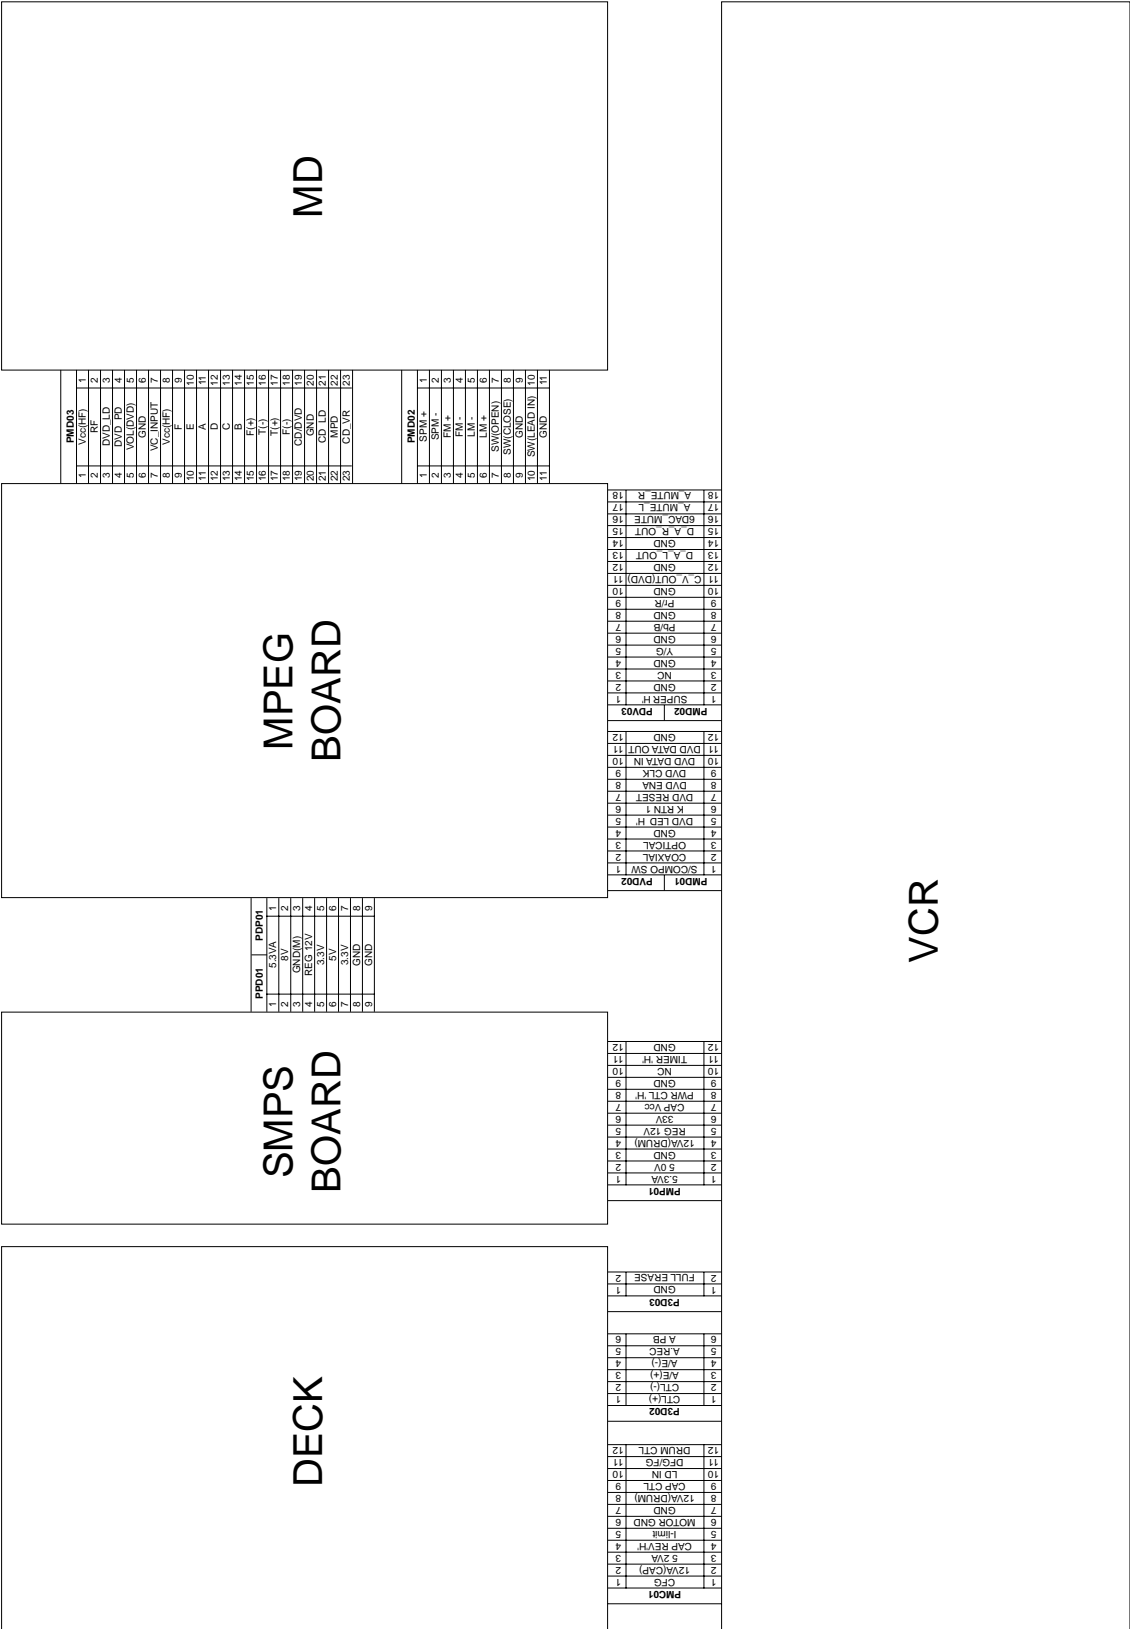 MD
PMD03
1 Vcc(HF) 1
2 RF 2
3 DVD_LD 3
4 DVD_PD 4
5 VOL(DVD) 5
6 GND 6
7 VC_INPUT 7
8 Vcc(HF) 8
9 F 9
10 E 10
11 A 11
12 D 12
13 C 13
14 B 14
15 F(+) 15
16 T(-) 16
17 T(+) 17
18 F(-) 18
19 CD/DVD 19
20 GND 20
21 CD_LD 21
22 MPD 22
23 CD_VR 23
PMD02
1 SPM + 1
2 SPM - 2
3 FM + 3
4 FM - 4
5 LM - 5
6 LM + 6
7 SW(OPEN) 7
8 SW(CLOSE) 8
9 GND 9
10 SW(LEAD IN) 10
11 GND 11
MPEG
BOARD
PMD02 PDV03
1 SUPER H' 1
2 GND 2
3 NC 3
4 GND 4
5 Y/G 5
6 GND 6
7 Pb/B 7
8 GND 8
9 Pr/R 9
10 GND 10
11 C_V_OUT(DVD) 11
12 GND 12
13 D_A_L_OUT 13
14 GND 14
15 D_A_R_OUT 15
16 6DAC_MUTE 16
17 A_MUTE_L 17
18 A_MUTE_R 18
PMD01 PVD02
1 S/COMPO SW 1
2 COAXIAL 2
3 OPTICAL 3
4 GND 4
5 DVD LED H' 5
6 K RTN 1 6
7 DVD RESET 7
8 DVD ENA 8
9 DVD CLK 9
10 DVD DATA IN 10
11 DVD DATA OUT 11
12 GND 12
PPD01 PDP01
1 5.3VA 1
2 8V 2
3 GND(M) 3
4 REG 12V 4
5 3.3V 5
6 5V 6
7 3.3V 7
8 GND 8
9 GND 9
SMPS
BOARD
PMP01
1 5.3VA 1
2 5.0V 2
3 GND 3
4 12VA(DRUM) 4
5 REG 12V 5
6 33V 6
7 CAP Vcc 7
8 PWR CTL 'H' 8
9 GND 9
10 NC 10
11 TIMER 'H' 11
12 GND 12
DECK
P3D03
1 GND 1
2 FULL ERASE 2
P3D02
1 CTL(+) 1
2 CTL(-) 2
3 A/E(+) 3
4 A/E(-) 4
5 A.REC 5
6 A PB 6
PMC01
1 CFG 1
2 12VA(CAP) 2
3 5.2VA 3
4 CAP REV'H' 4
5 I-limit 5
6 MOTOR GND 6
7 GND 7
8 12VA(DRUM) 8
9 CAP CTL 9
10 LD IN 10
11 DFG/FG 11
12 DRUM CTL 12
VCR